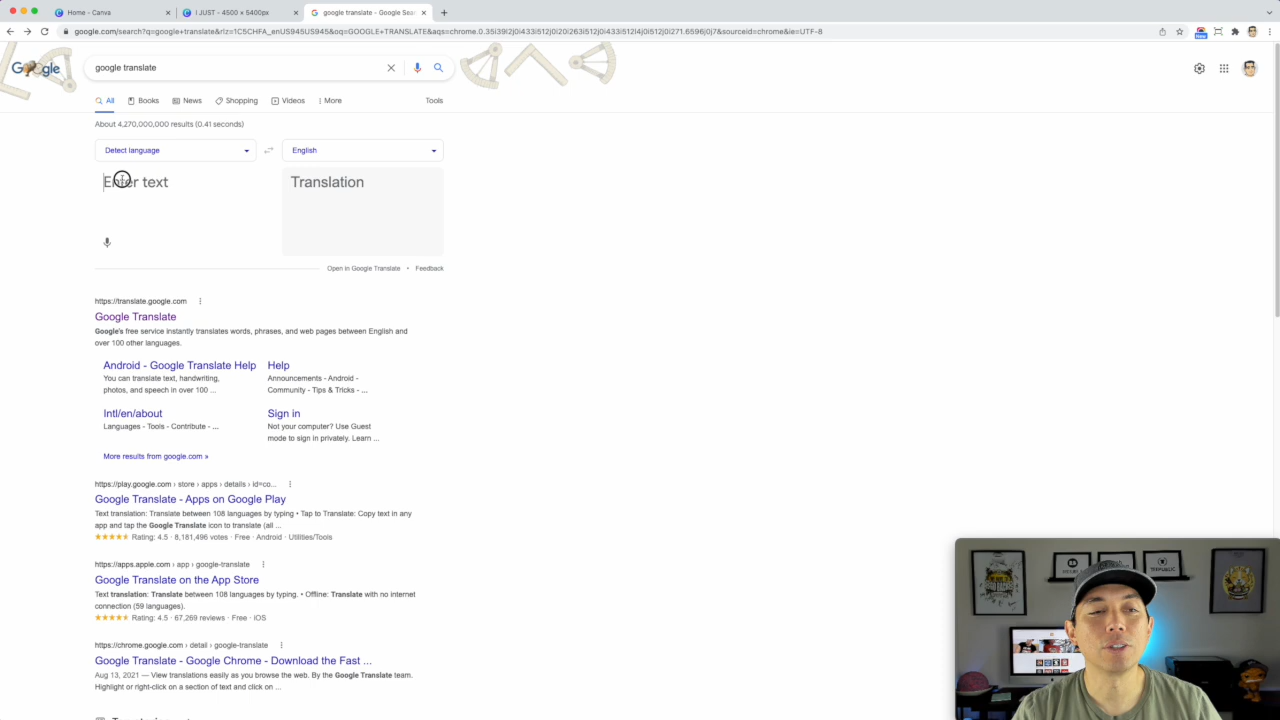 Home - Canva
I JUST - 4500 × 5400px
google translate - Google Sea
google.com/search?q=google+translate&rlz=1C5CHFA_enUS945US945&oq=GOOGLE+TRANSLATE&aqs=chrome.0.35i39l2j0i433i512j0i20i263i512j0i433i512l4j0i512j0i271.6596j0j7&sourceid=chrome&ie=UTF-8
New
google translate
All
Books
News
Shopping
Videos
More
Tools
About 4,270,000,000 results (0.41 seconds)
Detect language
English
Enter text
Translation
Open in Google Translate • Feedback
https://translate.google.com
Google Translate
Google's free service instantly translates words, phrases, and web pages between English and
over 100 other languages.
Android - Google Translate Help
You can translate text, handwriting,
photos, and speech in over 100 ...
Help
Announcements - Android -
Community - Tips & Tricks - ...
Intl/en/about
Languages - Tools - Contribute - ...
Sign in
Not your computer? Use Guest
mode to sign in privately. Learn ...
More results from google.com »
https://play.google.com › store › apps › details › id=co...
Google Translate - Apps on Google Play
Text translation: Translate between 108 languages by typing • Tap to Translate: Copy text in any
app and tap the Google Translate icon to translate (all ...
Rating: 4.5 · 8,181,496 votes · Free · Android · Utilities/Tools
https://apps.apple.com › app › google-translate
Google Translate on the App Store
Text translation: Translate between 108 languages by typing. • Offline: Translate with no internet
connection (59 languages).
Rating: 4.5 · 67,269 reviews · Free · iOS
https://chrome.google.com › detail › google-translate
Google Translate - Google Chrome - Download the Fast ...
Aug 13, 2021 — View translations easily as you browse the web. By the Google Translate team.
Highlight or right-click on a section of text and click on ...
TEEPUBLIC